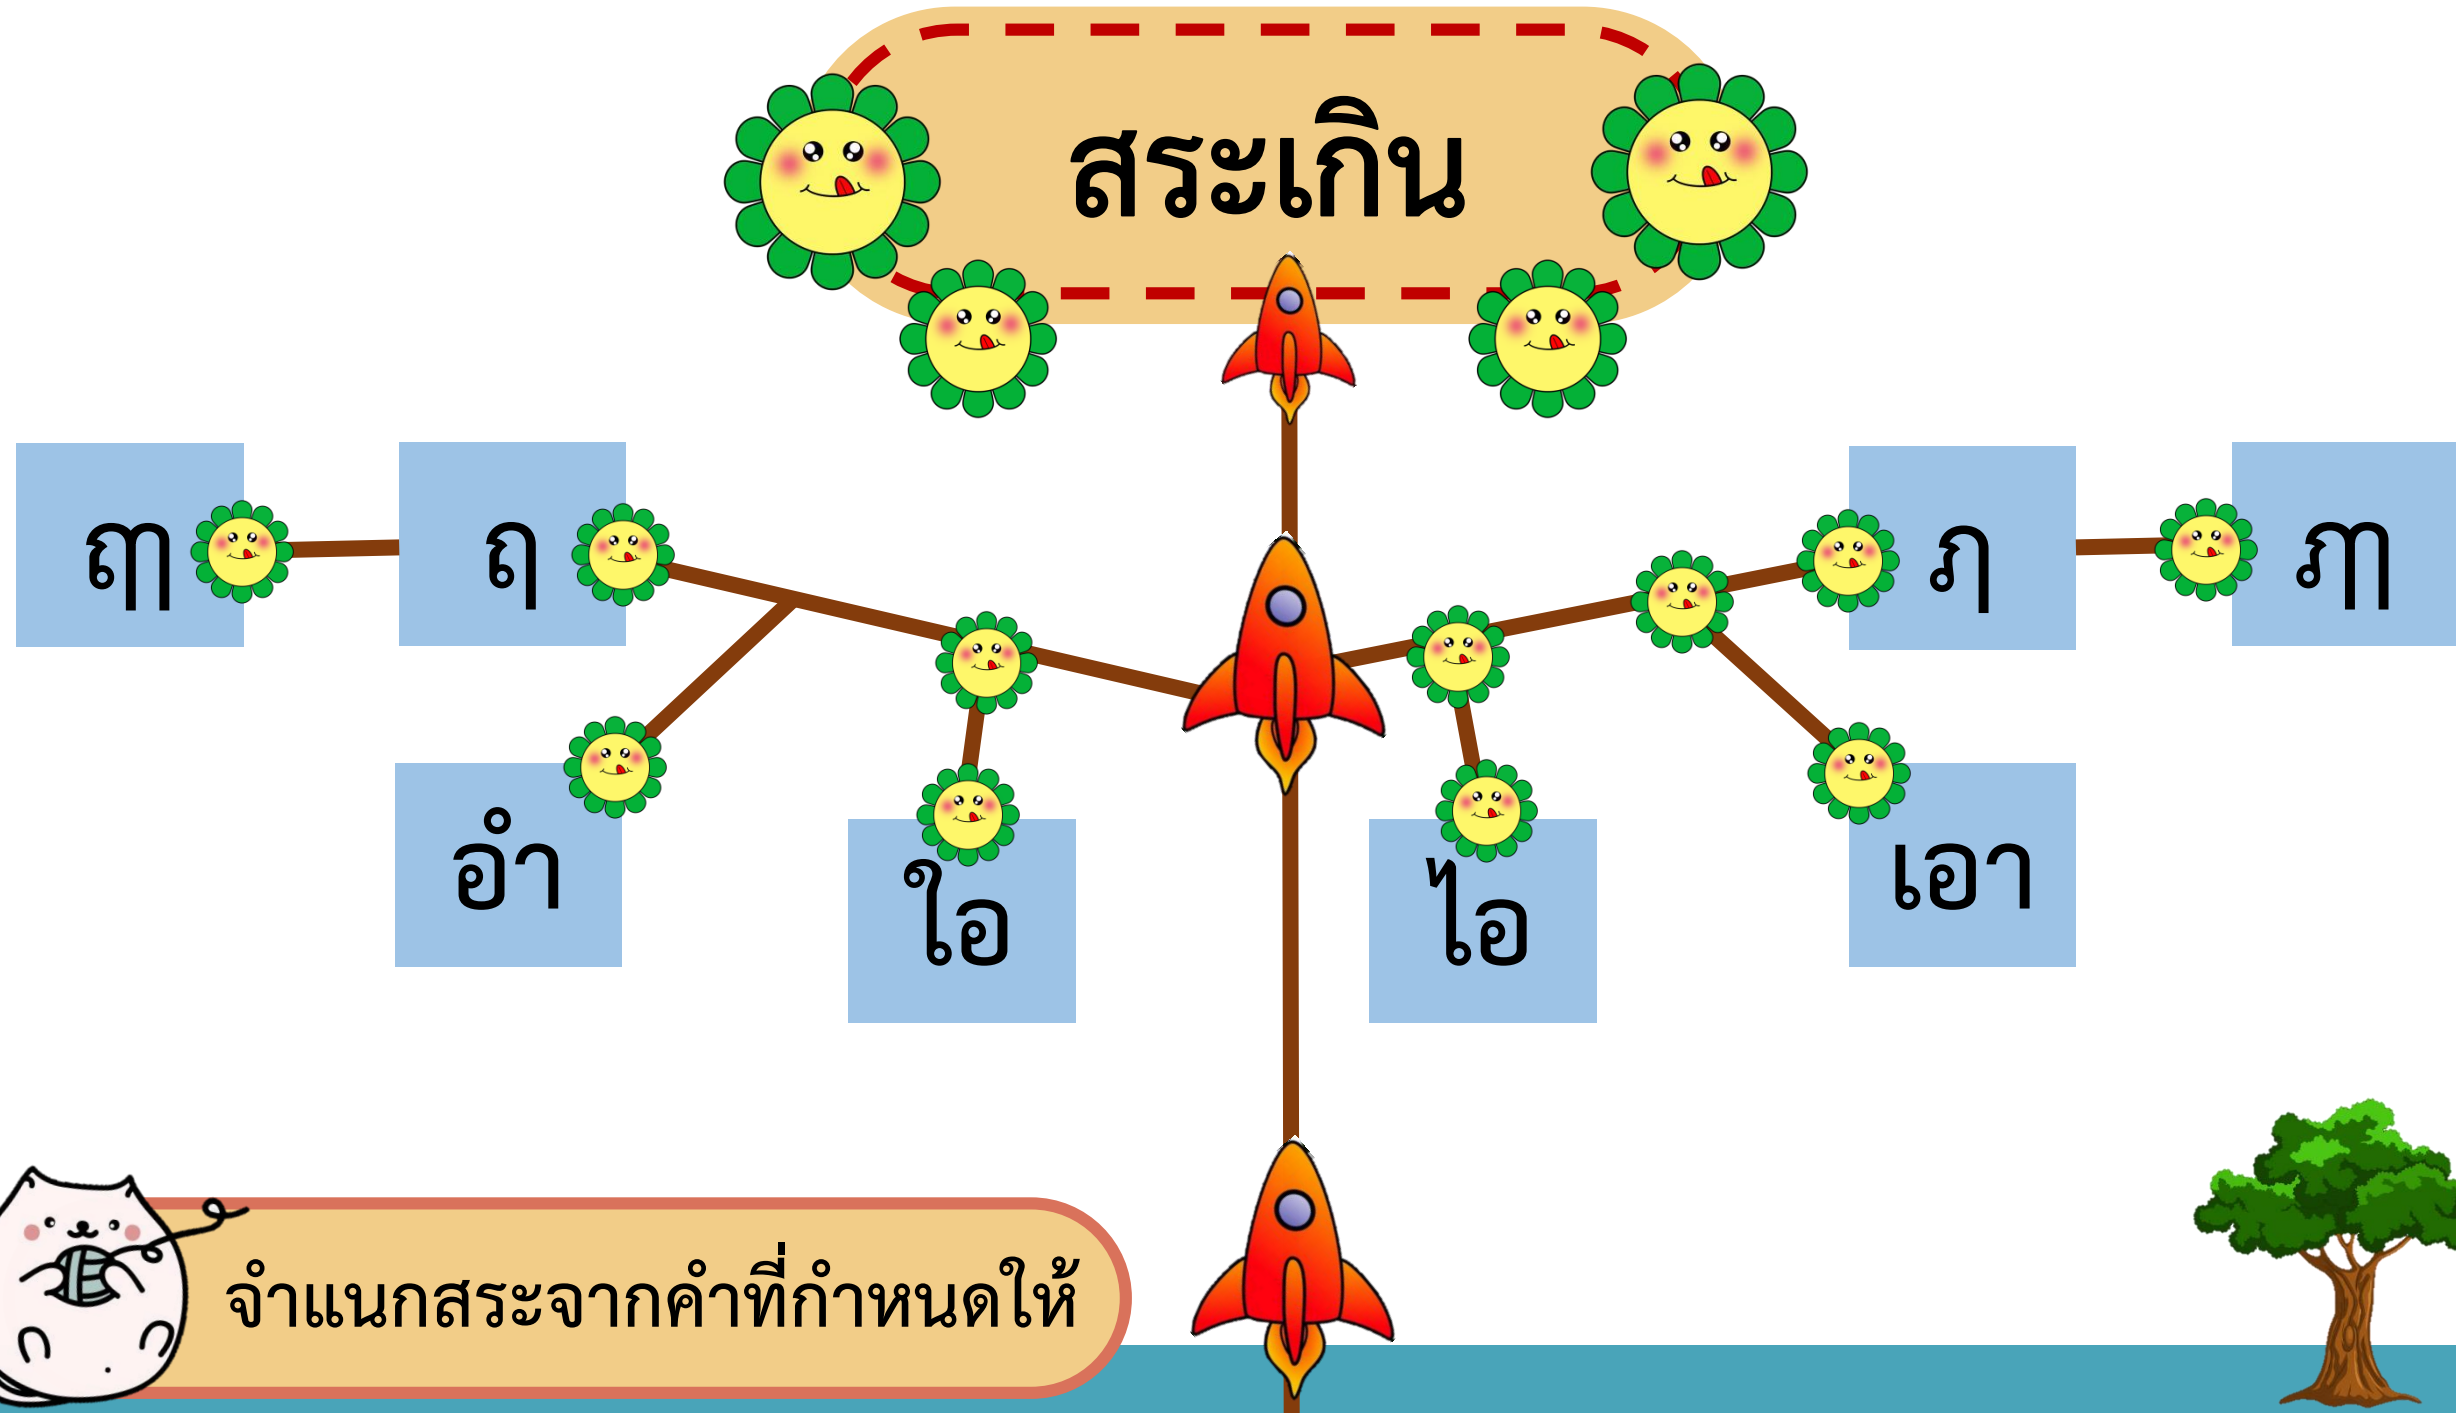 สระเกิน
ฤๅ
ฤ
ฦ
ฦๅ
อำ
ใอ
ไอ
เอา
จำแนกสระจากคำที่กำหนดให้